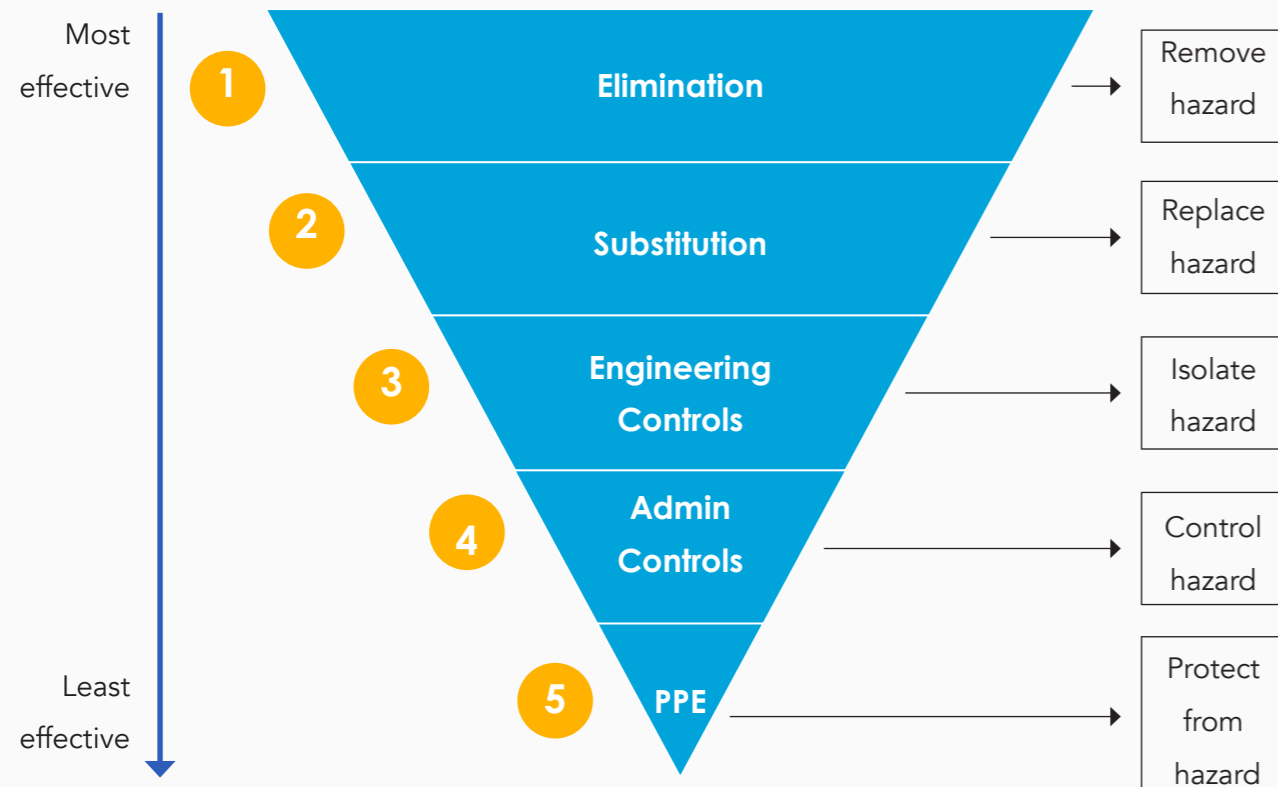 Most
effective
1
Elimination
Remove
hazard
2
Substitution
Replace
hazard
3
Engineering
Controls
Isolate
hazard
4
Admin
Controls
Control
hazard
Least
effective
5
PPE
Protect
from
hazard